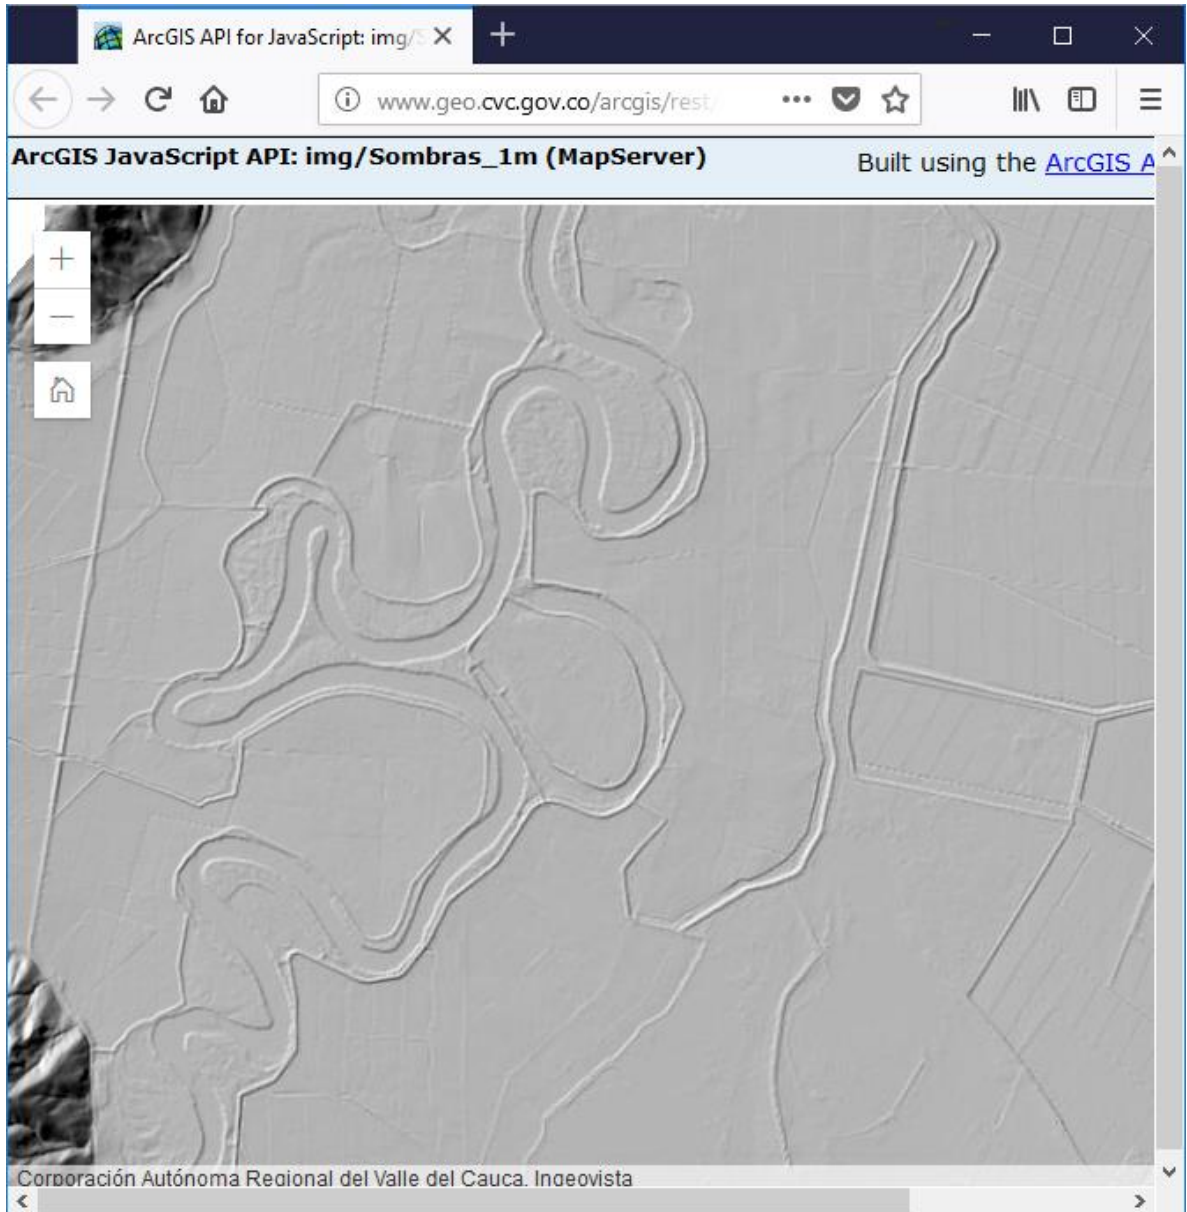 ArcGIS API for JavaScript: img/S
www.geo.cvc.gov.co/arcgis/rest/
ArcGIS JavaScript API: img/Sombras_1m (MapServer)
Built using the ArcGIS A
Corporación Autónoma Regional del Valle del Cauca. Ingeovista